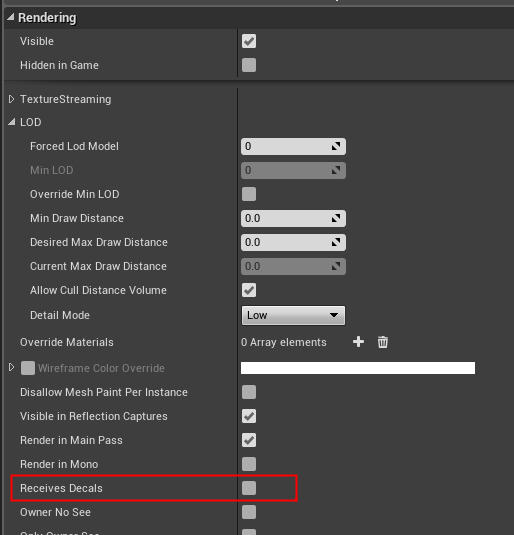 Rendering
Visible
Hidden in Game
TextureStreaming
LOD
Forced Lod Model 0
Min LOD 0
Override Min LOD
Min Draw Distance 0.0
Desired Max Draw Distance 0.0
Current Max Draw Distance 0.0
Allow Cull Distance Volume
Detail Mode Low
Override Materials 0 Array elements
Wireframe Color Override
Disallow Mesh Paint Per Instance
Visible in Reflection Captures
Render in Main Pass
Render in Mono
Receives Decals
Owner No See
Only Owner See